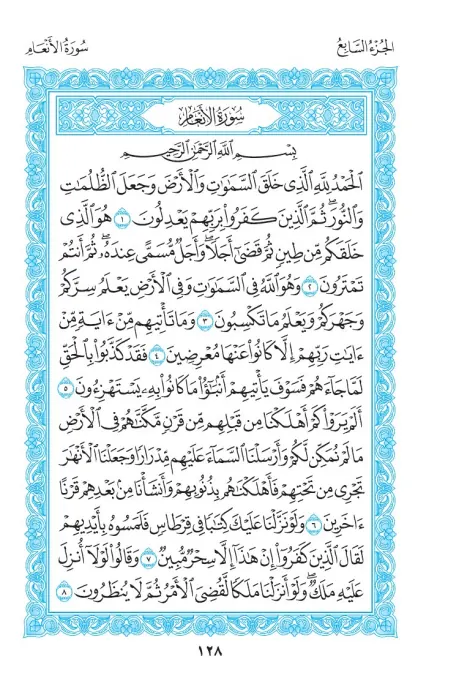 سُورَةُ الأَنْعَامِ الجُزْءُ السَّابِعُ
سُورَةُ الأَنْعَامِ
بِسْمِ اللَّهِ الرَّحْمَٰنِ الرَّحِيمِ
الْحَمْدُ لِلَّهِ الَّذِي خَلَقَ السَّمَاوَاتِ وَالْأَرْضَ وَجَعَلَ الظُّلُمَاتِ
وَالنُّورَ ۖ ثُمَّ الَّذِينَ كَفَرُوا بِرَبِّهِمْ يَعْدِلُونَ ١ هُوَ الَّذِي
خَلَقَكُم مِّن طِينٍ ثُمَّ قَضَىٰ أَجَلًا ۖ وَأَجَلٌ مُّسَمًّى عِندَهُ ۖ ثُمَّ أَنتُمْ
تَمْتَرُونَ ٢ وَهُوَ اللَّهُ فِي السَّمَاوَاتِ وَفِي الْأَرْضِ يَعْلَمُ سِرَّكُمْ
وَجَهْرَكُمْ وَيَعْلَمُ مَا تَكْسِبُونَ ٣ وَمَا تَأْتِيهِم مِّنْ ءَايَةٍ مِّنْ
ءَايَاتِ رَبِّهِمْ إِلَّا كَانُوا عَنْهَا مُعْرِضِينَ ٤ فَقَدْ كَذَّبُوا بِالْحَقِّ
لَمَّا جَاءَهُمْ فَسَوْفَ يَأْتِيهِمْ أَنبَٰٓؤُا مَا كَانُوا بِهِ يَسْتَهْزِءُونَ ٥
أَلَمْ يَرَوْا كَمْ أَهْلَكْنَا مِن قَبْلِهِم مِّن قَرْنٍ مَّكَّنَّاهُمْ فِي الْأَرْضِ
مَا لَمْ نُمَكِّن لَّكُمْ وَأَرْسَلْنَا السَّمَاءَ عَلَيْهِم مِّدْرَارًا وَجَعَلْنَا الْأَنْهَارَ
تَجْرِي مِن تَحْتِهِمْ فَأَهْلَكْنَاهُم بِذُنُوبِهِمْ وَأَنشَأْنَا مِن بَعْدِهِمْ قَرْنًا
ءَاخَرِينَ ٦ وَلَوْ نَزَّلْنَا عَلَيْكَ كِتَابًا فِي قِرْطَاسٍ فَلَمَسُوهُ بِأَيْدِيهِمْ
لَقَالَ الَّذِينَ كَفَرُوا إِنْ هَٰذَا إِلَّا سِحْرٌ مُّبِينٌ ٧ وَقَالُوا لَوْلَا أُنزِلَ
عَلَيْهِ مَلَكٌ ۖ وَلَوْ أَنزَلْنَا مَلَكًا لَّقُضِيَ الْأَمْرُ ثُمَّ لَا يُنظَرُونَ ٨
١٢٨